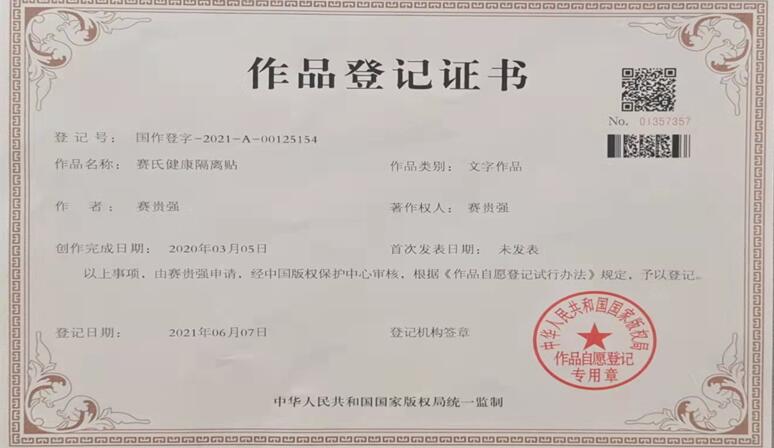 作品登记证书
No. 01357357
登 记 号： 国作登字-2021-A-00125154
作品名称： 赛氏健康隔离贴 作品类别： 文字作品
作 者： 赛贵强 著作权人： 赛贵强
创作完成日期： 2020年03月05日 首次发表日期： 未发表
以上事项，由赛贵强申请，经中国版权保护中心审核，根据《作品自愿登记试行办法》规定，予以登记。
登记日期： 2021年06月07日 登记机构签章
中华人民共和国国家版权局
作品自愿登记
专用章
中华人民共和国国家版权局统一监制